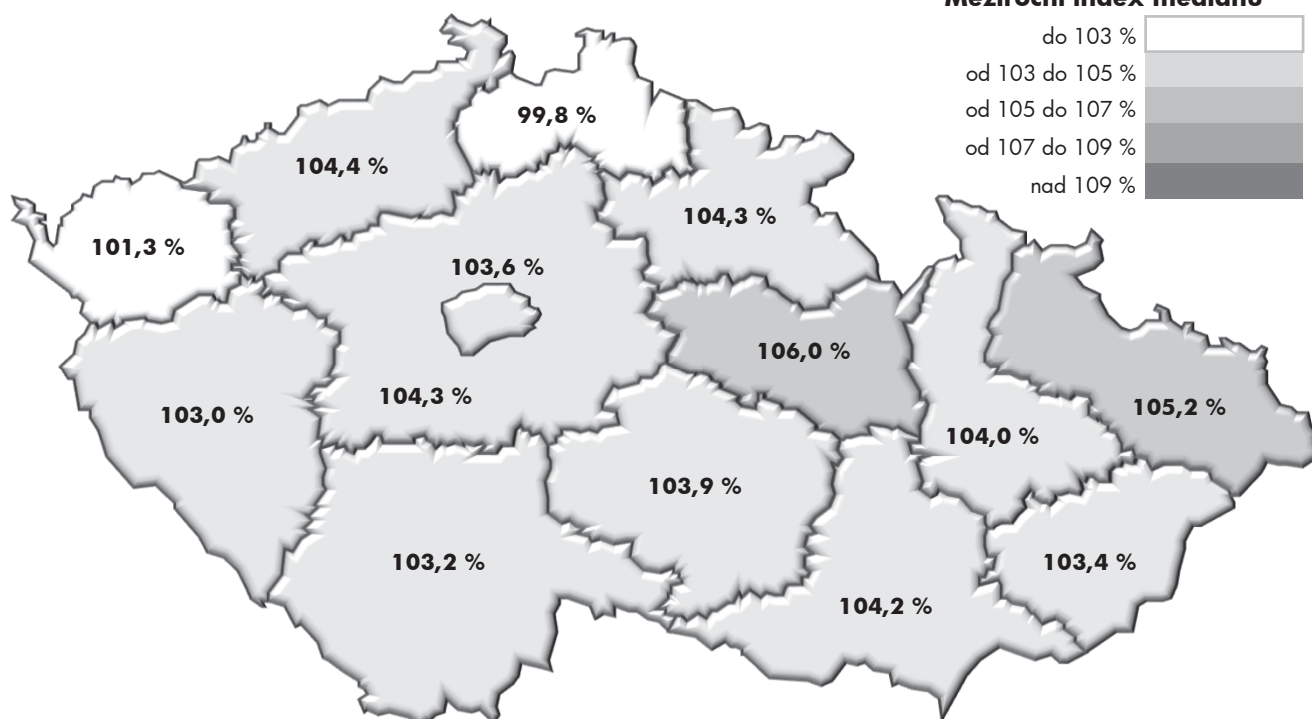 Meziroční index mediánu
do 103 %
od 103 do 105 %
od 105 do 107 %
od 107 do 109 %
nad 109 %
99,8 %
104,4 %
104,3 %
101,3 %
103,6 %
106,0 %
104,3 %
103,0 %
105,2 %
104,0 %
103,9 %
103,2 %
103,4 %
104,2 %